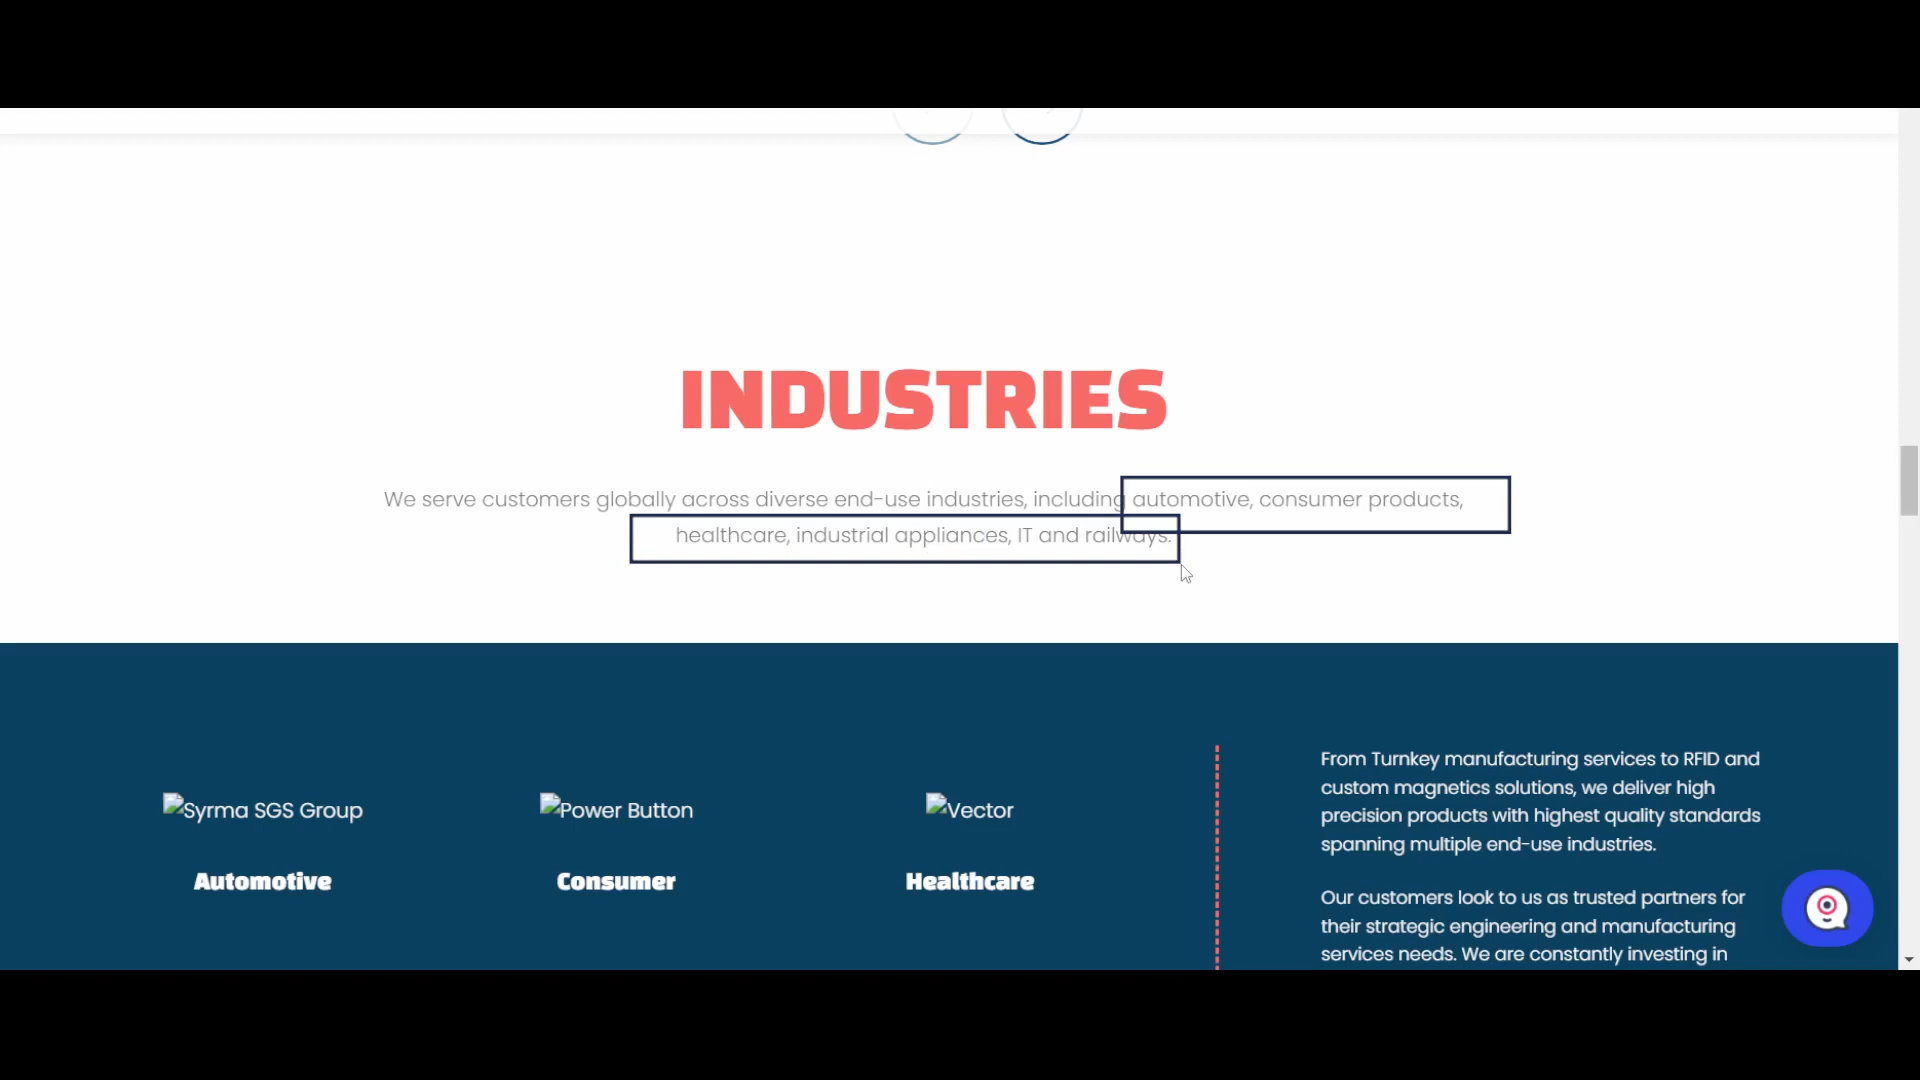 INDUSTRIES
We serve customers globally across diverse end-use industries, including automotive, consumer products,
healthcare, industrial appliances, IT and railways.
Syrma SGS Group
Automotive
Power Button
Consumer
Vector
Healthcare
From Turnkey manufacturing services to RFID and
custom magnetics solutions, we deliver high
precision products with highest quality standards
spanning multiple end-use industries.
Our customers look to us as trusted partners for
their strategic engineering and manufacturing
services needs. We are constantly investing in